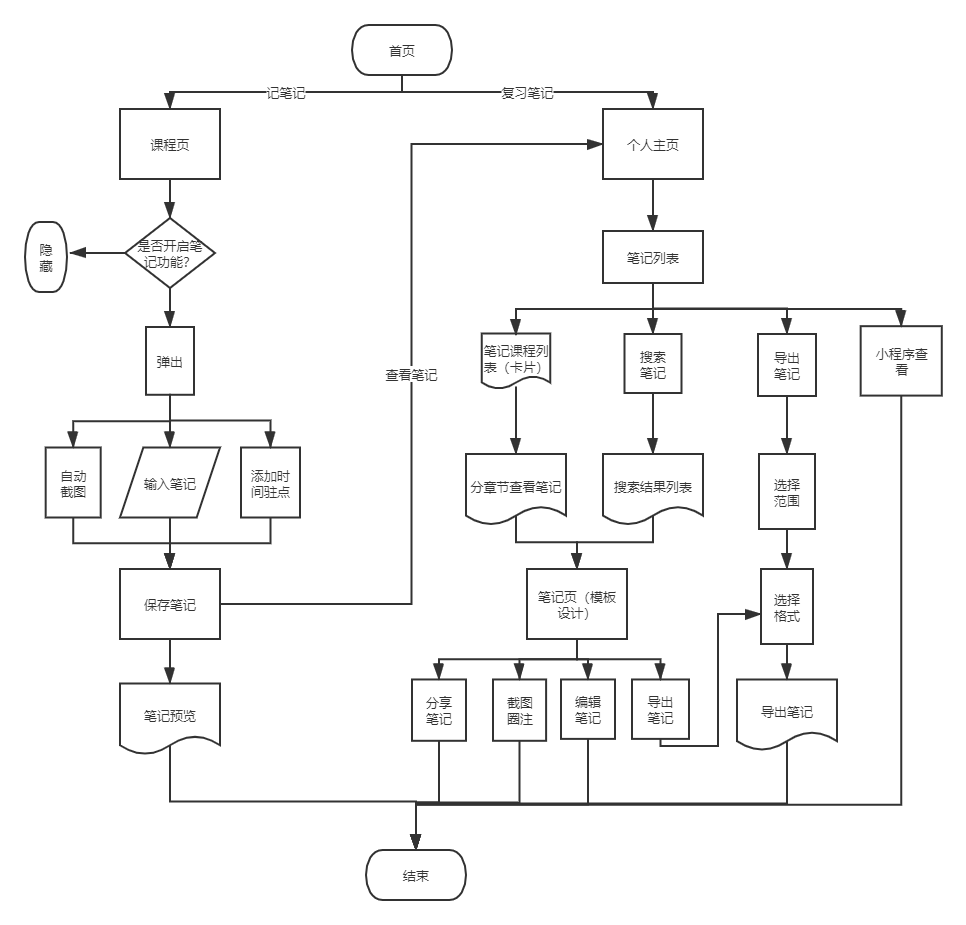 首页
记笔记
复习笔记
课程页
个人主页
是否开启笔
记功能?
隐
藏
笔记列表
弹出
查看笔记
笔记课程列
表（卡片）
搜索
笔记
导出
笔记
小程序查
看
自动
截图
输入笔记
添加时
间驻点
分章节查看笔记
搜索结果列表
选择
范围
保存笔记
笔记页（模板
设计）
选择
格式
笔记预览
分享
笔记
截图
圈注
编辑
笔记
导出
笔记
导出笔记
结束